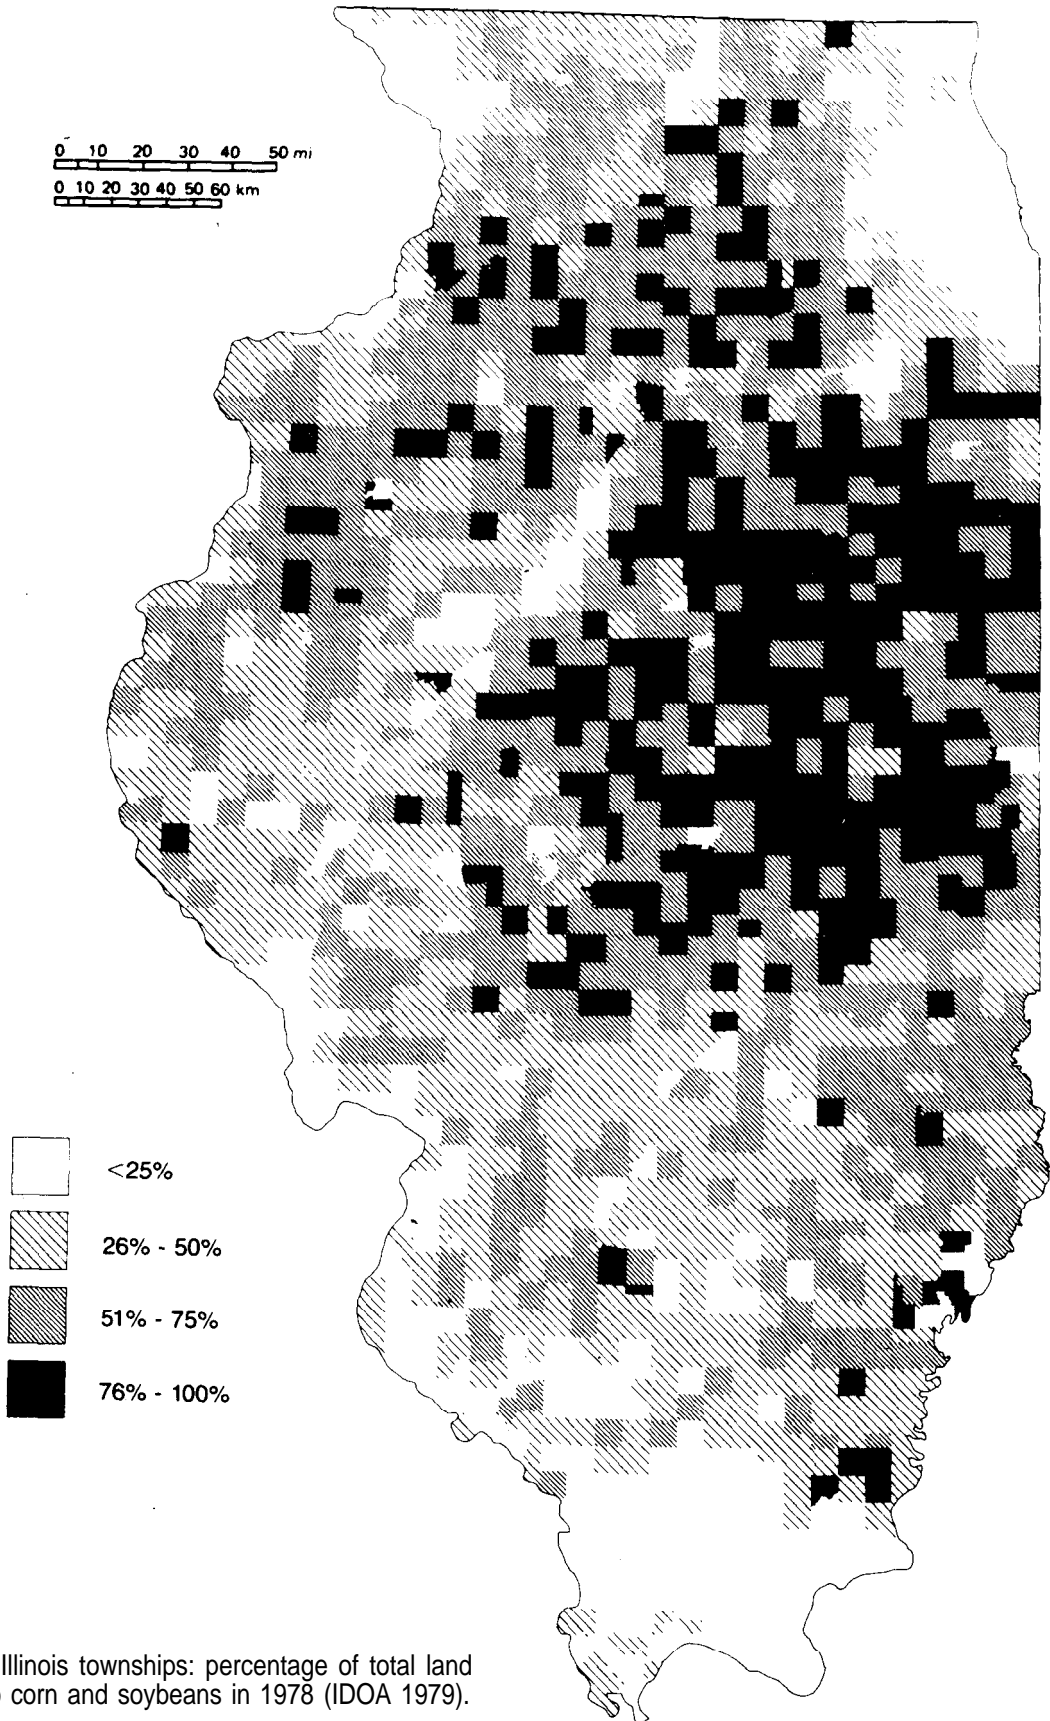 0 10 20 30 40 50 mi
0 10 20 30 40 50 60 km
<25%
26% - 50%
51% - 75%
76% - 100%
Illinois townships: percentage of total land
corn and soybeans in 1978 (IDOA 1979).